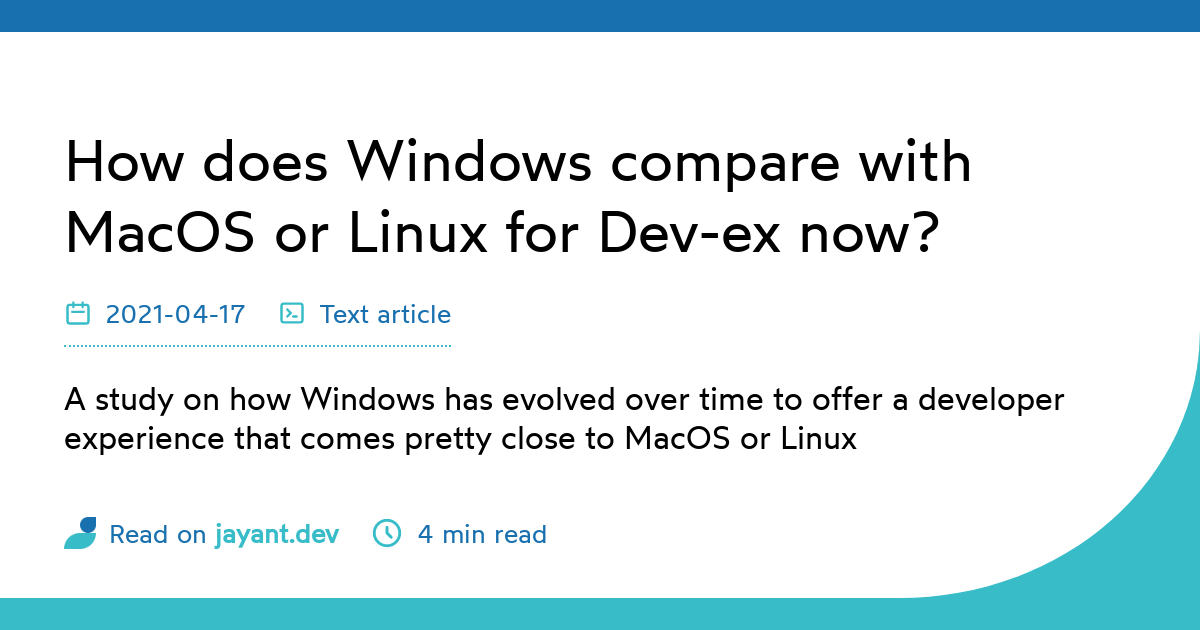 How does Windows compare with
MacOS or Linux for Dev-ex now?
2021-04-17 Text article
A study on how Windows has evolved over time to offer a developer
experience that comes pretty close to MacOS or Linux
Read on jayant.dev 4 min read